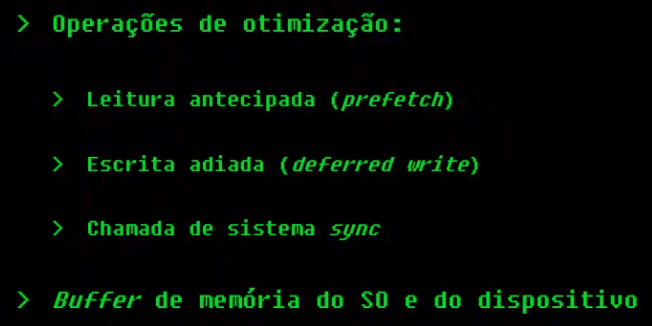 > Operações de otimização:
> Leitura antecipada (prefetch)
> Escrita adiada (deferred write)
> Chamada de sistema sync
> Buffer de memória do SO e do dispositivo